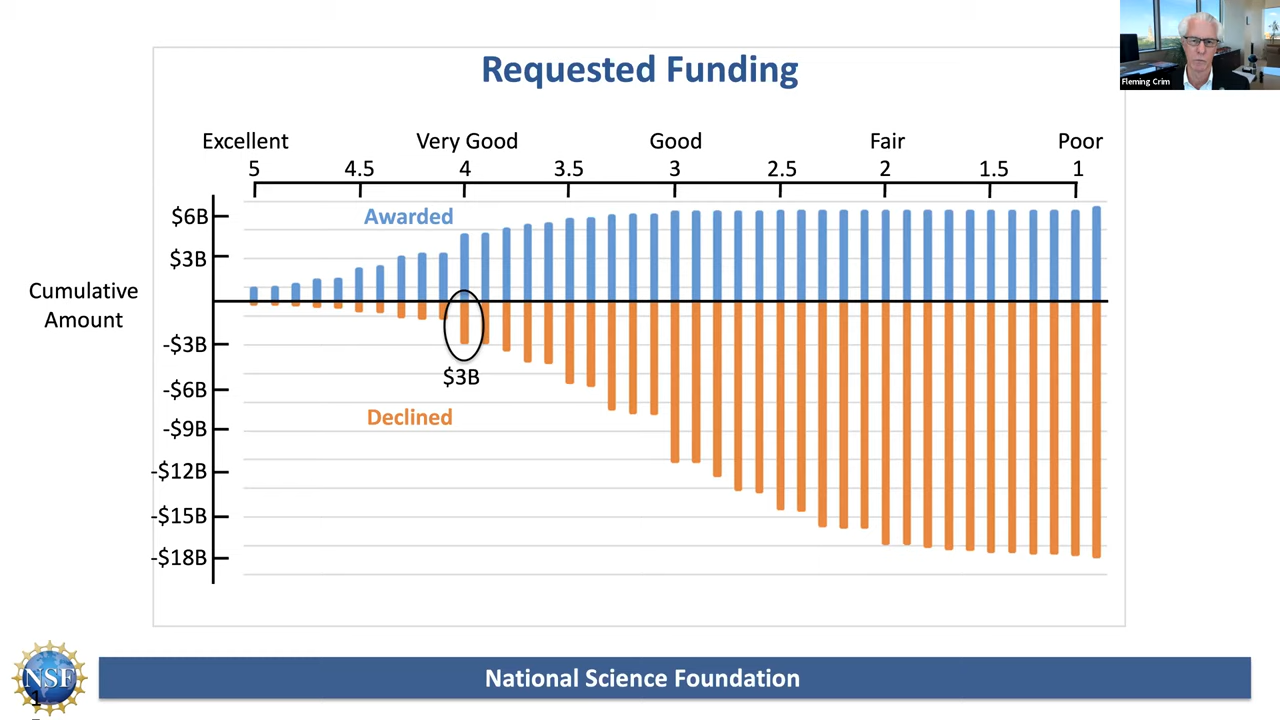 Requested Funding
Fleming Crim
Excellent Very Good Good Fair Poor
5 4.5 4 3.5 3 2.5 2 1.5 1
Awarded
$6B
$3B
Cumulative
Amount
-$3B
$3B
-$6B
Declined
-$9B
-$12B
-$15B
-$18B
NSF
National Science Foundation
1